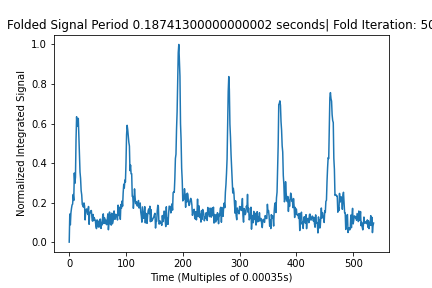 Folded Signal Period 0.18741300000000002 seconds| Fold Iteration: 50
1.0
0.8
0.6
0.4
0.2
0.0
Normalized Integrated Signal
0 100 200 300 400 500
Time (Multiples of 0.00035s)